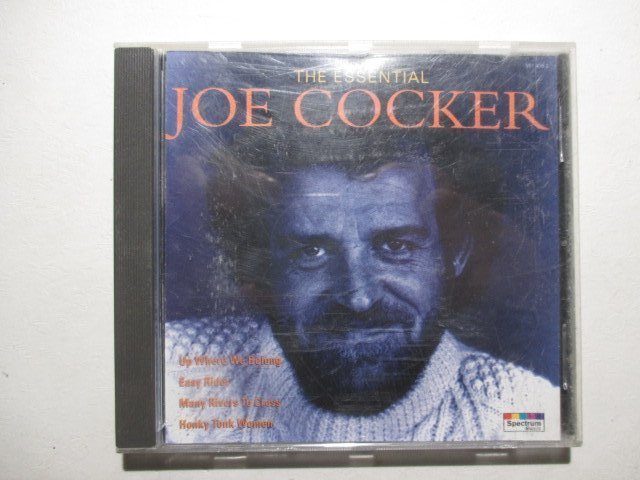 THE ESSENTIAL
JOE COCKER
Up Where We Belong
Easy Rider
Many Rivers To Cross
Honky Tonk Women
Spectrum